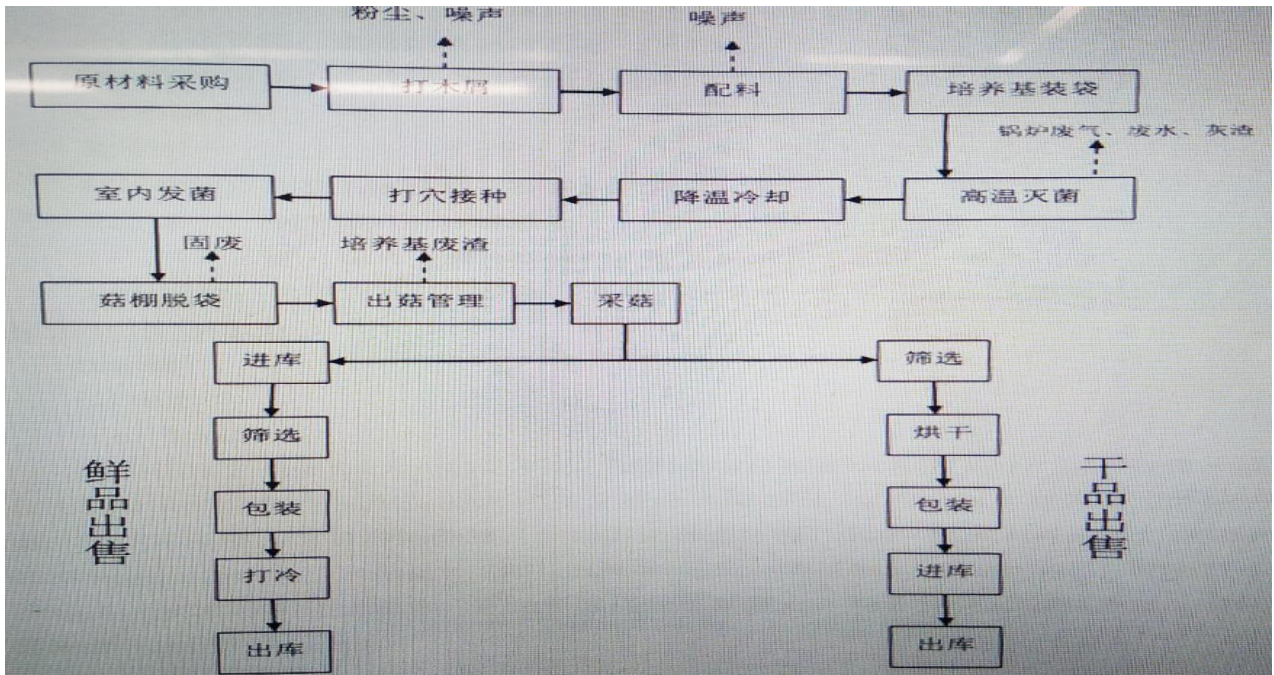 粉尘、噪声
噪声
原材料采购
打木屑
配料
培养基装袋
锅炉废气、废水、灰渣
室内发菌
打穴接种
降温冷却
高温灭菌
固废
培养基废渣
菇棚脱袋
出菇管理
采菇
进库
筛选
筛选
烘干
鲜品出售
干品出售
包装
包装
打冷
进库
出库
出库